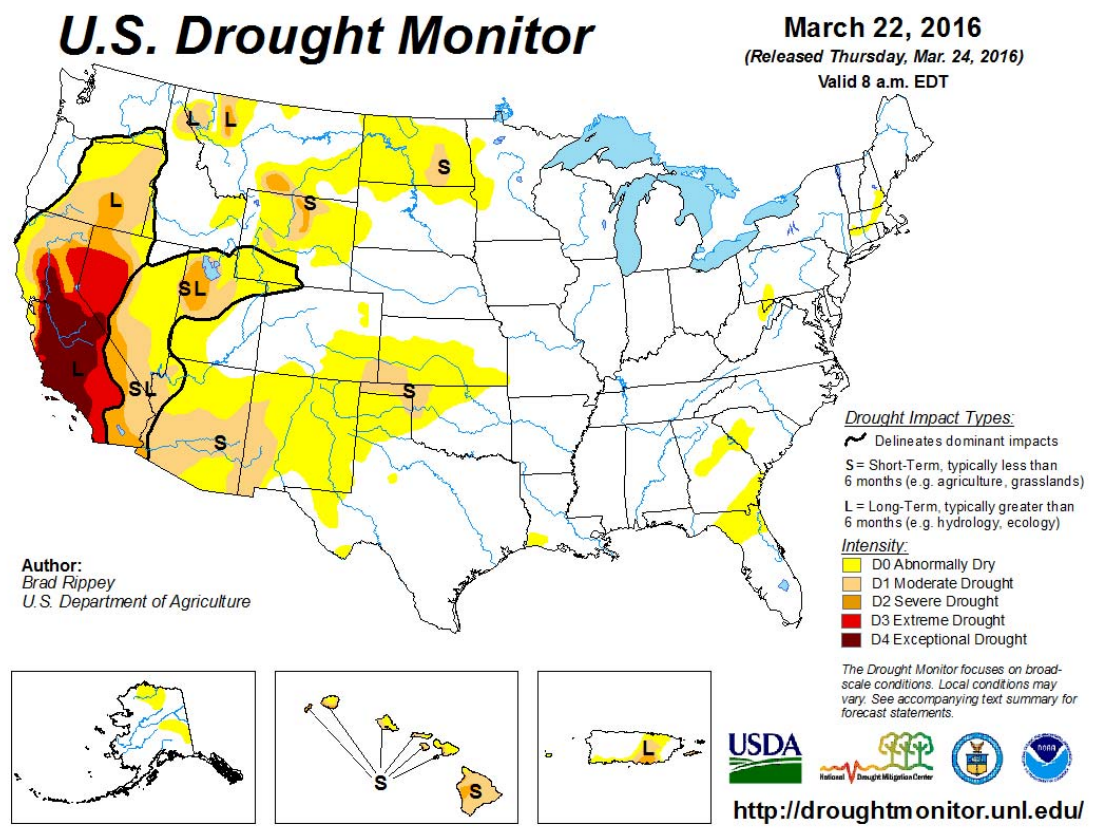 U.S. Drought Monitor
March 22, 2016
(Released Thursday, Mar. 24, 2016)
Valid 8 a.m. EDT
L
L
S
L
S
S L
L
S L
S
S
Drought Impact Types:
Delineates dominant impacts
S = Short-Term, typically less than
6 months (e.g. agriculture, grasslands)
L = Long-Term, typically greater than
6 months (e.g. hydrology, ecology)
Intensity:
D0 Abnormally Dry
D1 Moderate Drought
D2 Severe Drought
D3 Extreme Drought
D4 Exceptional Drought
Author:
Brad Rippey
U.S. Department of Agriculture
The Drought Monitor focuses on broad-
scale conditions. Local conditions may
vary. See accompanying text summary for
forecast statements.
S
S
L
USDA
National Drought Mitigation Center
NOAA
http://droughtmonitor.unl.edu/